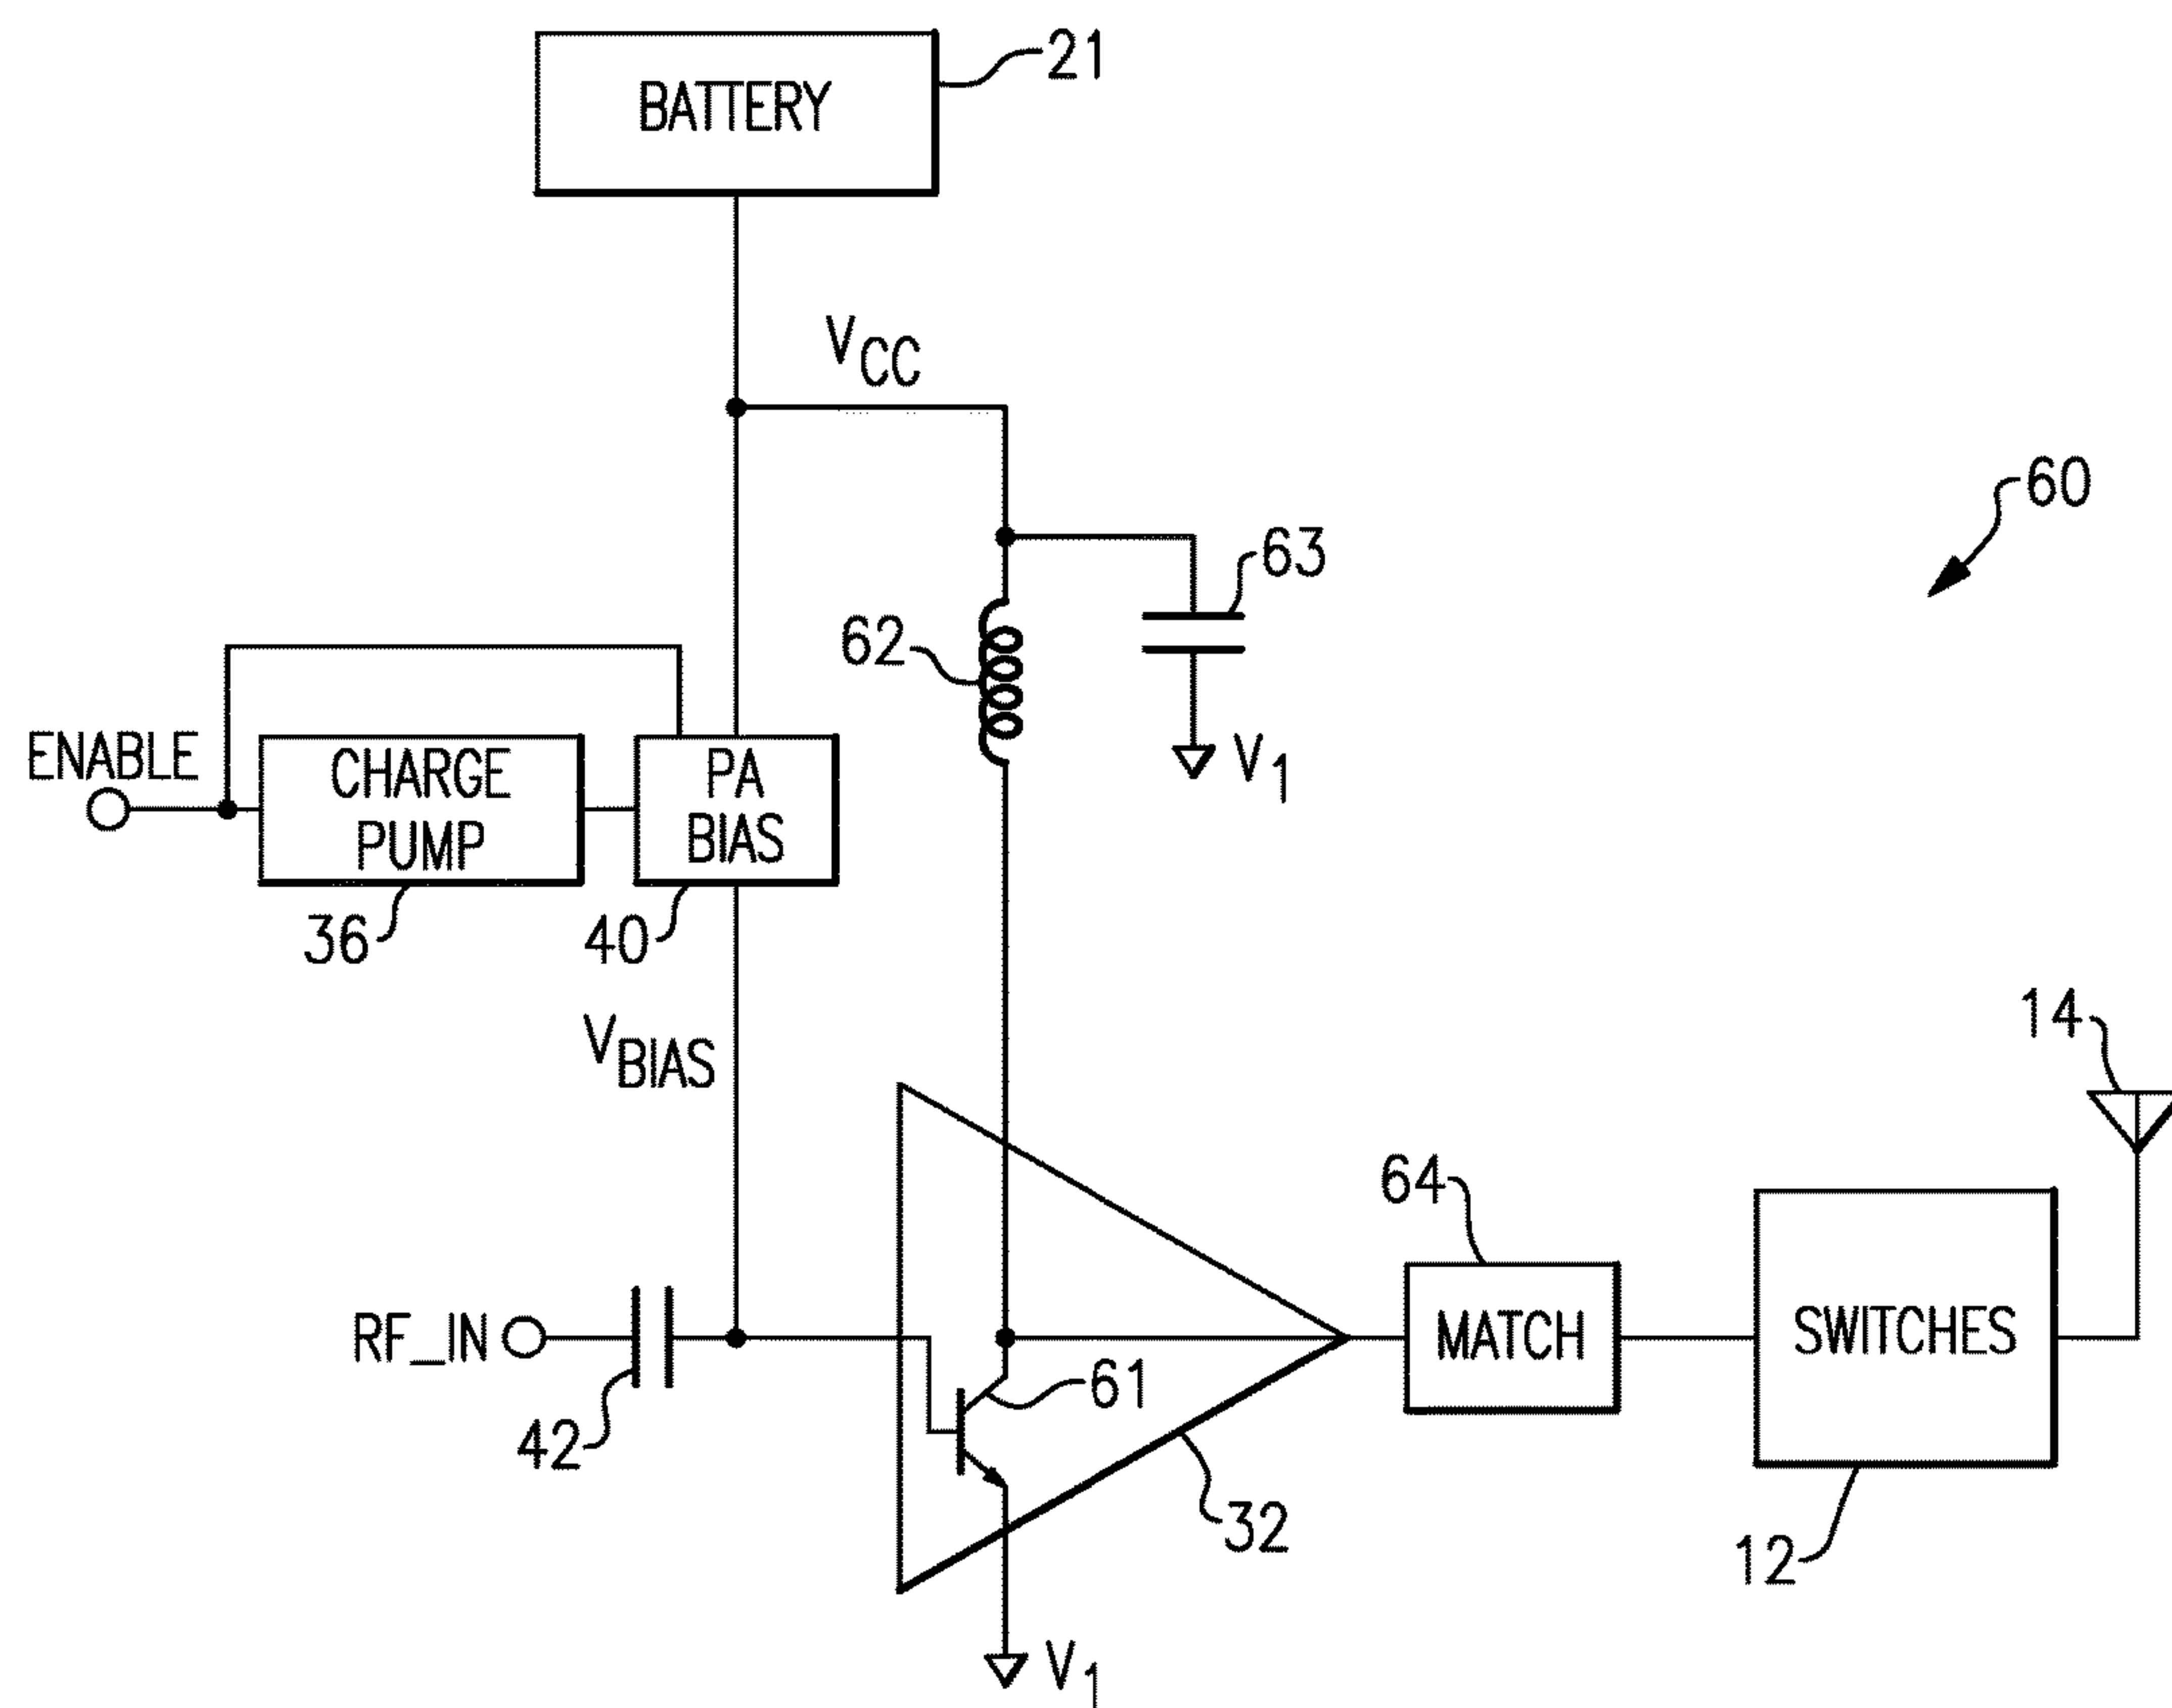 21
BATTERY
VCC
60
63
62
ENABLE
CHARGE
PUMP
PA
BIAS
V1
36
40
14
VBIAS
64
RF_IN
MATCH
SWITCHES
61
42
32
12
V1